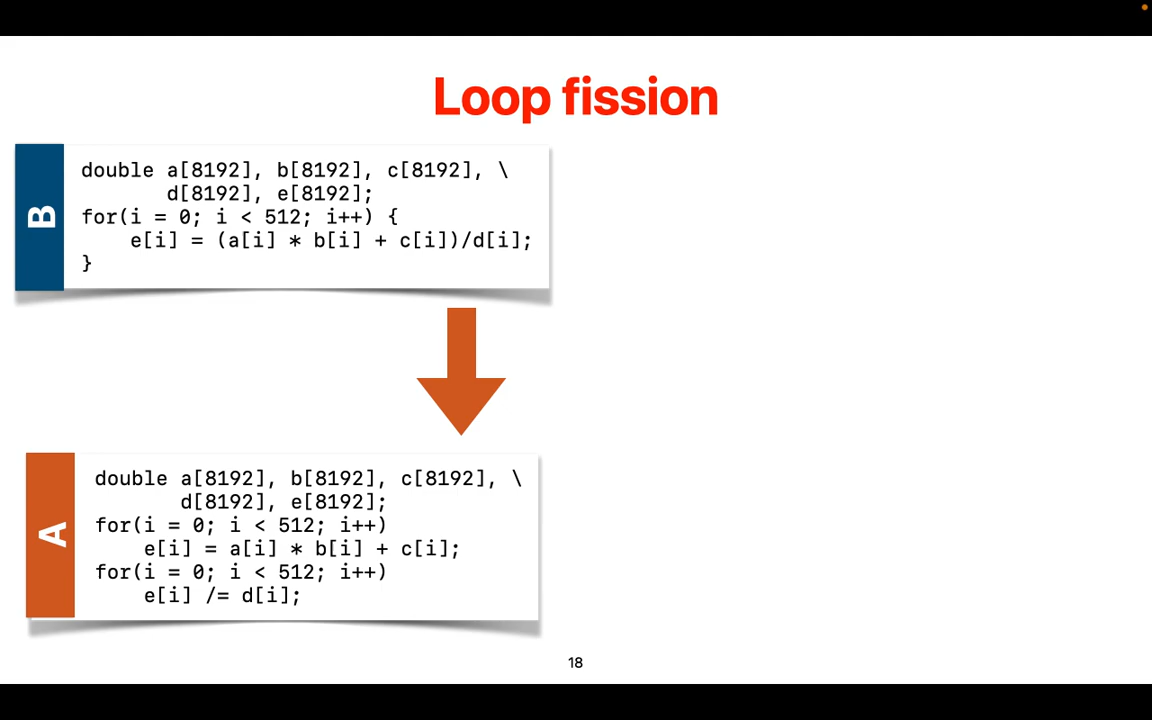 Loop fission
B
double a[8192], b[8192], c[8192], \
d[8192], e[8192];
for(i = 0; i < 512; i++) {
e[i] = (a[i] * b[i] + c[i])/d[i];
}
A
double a[8192], b[8192], c[8192], \
d[8192], e[8192];
for(i = 0; i < 512; i++)
e[i] = a[i] * b[i] + c[i];
for(i = 0; i < 512; i++)
e[i] /= d[i];
18